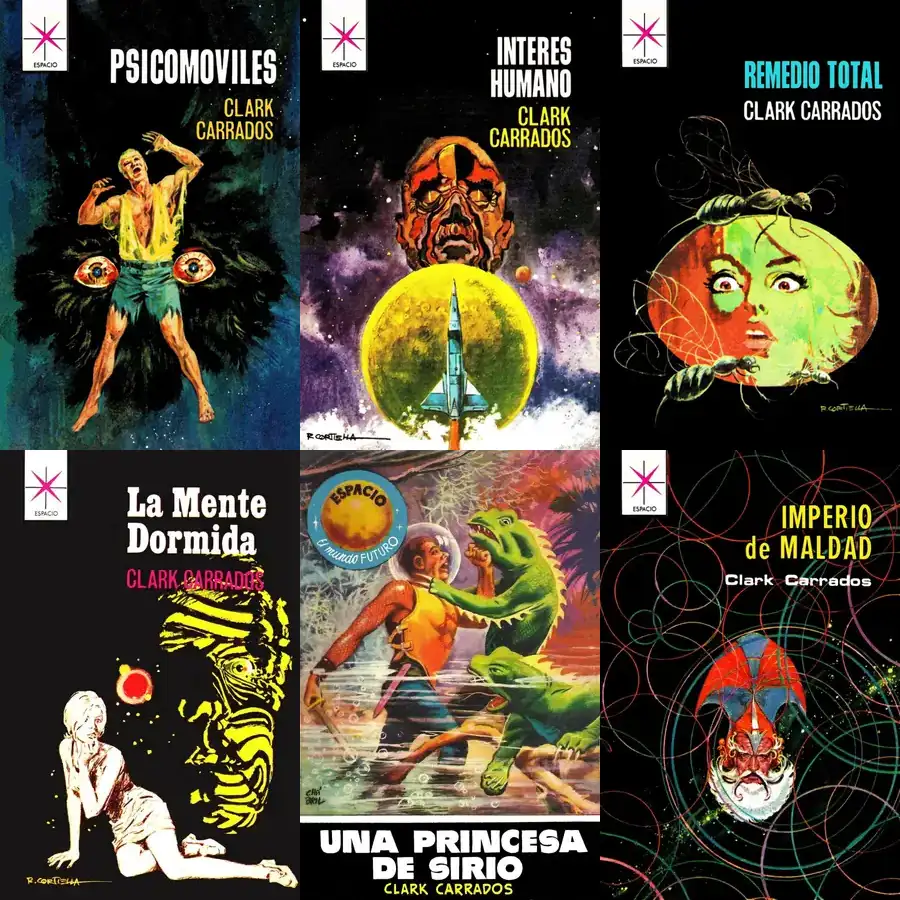 ESPACIO
PSICOMOVILES
CLARK
CARRADOS
ESPACIO
INTERES
HUMANO
CLARK
CARRADOS
R. CORTIELLA
ESPACIO
REMEDIO TOTAL
CLARK CARRADOS
R. CORTIELLA
ESPACIO
La Mente
Dormida
CLARK CARRADOS
R. CORTIELLA
ESPACIO
El mundo FUTURO
UNA PRINCESA
DE SIRIO
CLARK CARRADOS
ESPACIO
IMPERIO
de MALDAD
Clark Carrados